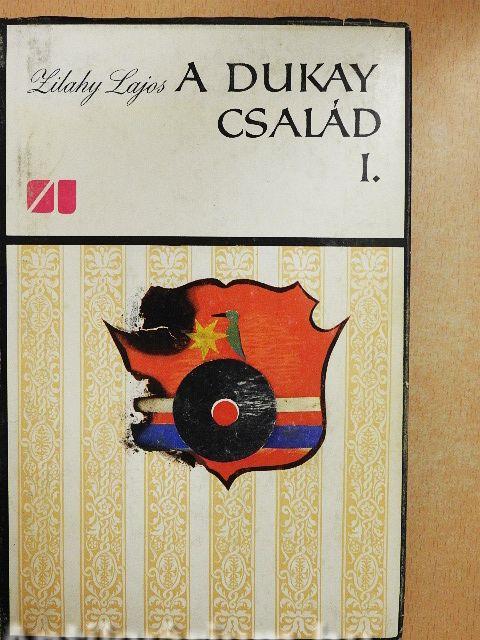 Zilahy Lajos A DUKAY
CSALÁD
I.